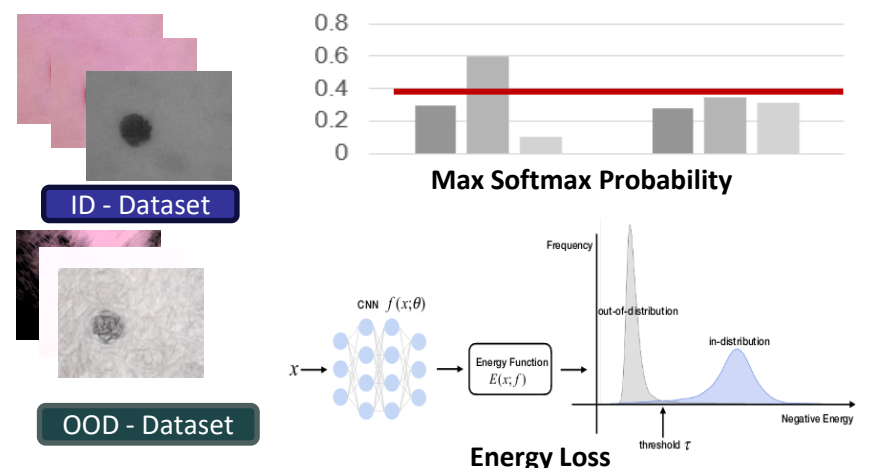 0.8
0.6
0.4
0.2
0
Max Softmax Probability
ID - Dataset
OOD - Dataset
CNN f(x;θ)
x
Energy Function
E(x; f)
Frequency
out-of-distribution
in-distribution
Negative Energy
threshold τ
Energy Loss